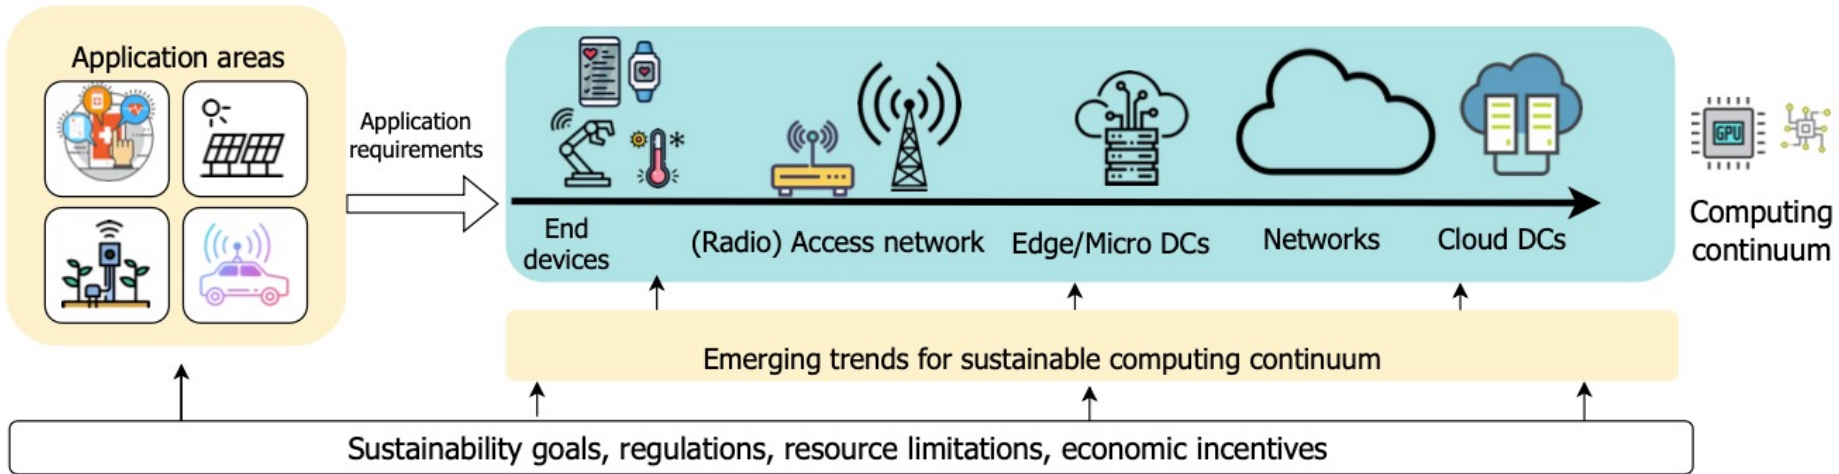 Application areas
Application
requirements
End
devices
(Radio) Access network
Edge/Micro DCs
Networks
Cloud DCs
GPU
Computing
continuum
Emerging trends for sustainable computing continuum
Sustainability goals, regulations, resource limitations, economic incentives